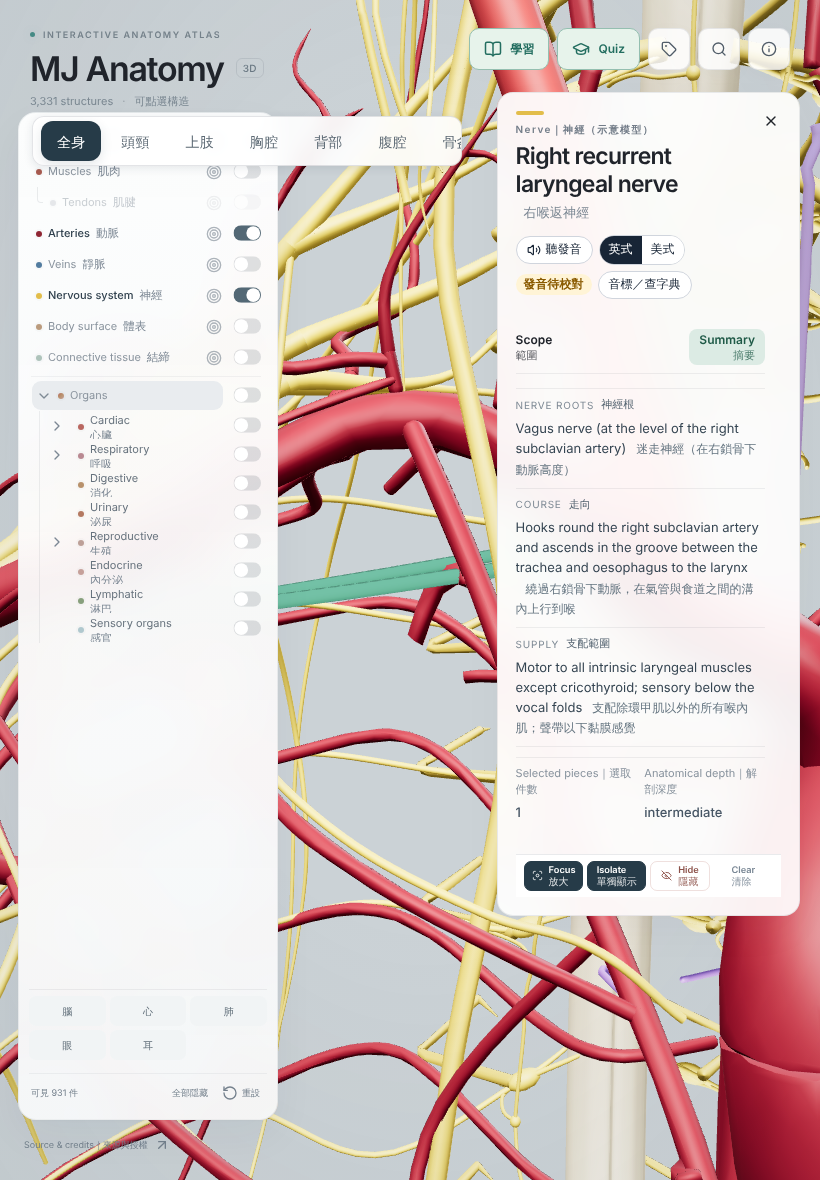 INTERACTIVE ANATOMY ATLAS
MJ Anatomy 3D
3,331 structures · 可點選構造
學習
Quiz
全身 頭頸 上肢 胸腔 背部 腹腔
Muscles 肌肉
Tendons 肌腱
Arteries 動脈
Veins 靜脈
Nervous system 神經
Body surface 體表
Connective tissue 結締
Organs
Cardiac
心臟
Respiratory
呼吸
Digestive
消化
Urinary
泌尿
Reproductive
生殖
Endocrine
內分泌
Lymphatic
淋巴
Sensory organs
感官
腦 心 肺
眼 耳
可見 931 件 全部隱藏 重設
Source & credits
Nerve｜神經（示意模型）
Right recurrent
laryngeal nerve
右喉返神經
聽發音 英式 美式
發音待校對 音標／查字典
Scope
範圍
Summary
摘要
NERVE ROOTS 神經根
Vagus nerve (at the level of the right
subclavian artery) 迷走神經（在右鎖骨下
動脈高度）
COURSE 走向
Hooks round the right subclavian artery
and ascends in the groove between the
trachea and oesophagus to the larynx
繞過右鎖骨下動脈，在氣管與食道之間的溝
內上行到喉
SUPPLY 支配範圍
Motor to all intrinsic laryngeal muscles
except cricothyroid; sensory below the
vocal folds 支配除環甲肌以外的所有喉內
肌；聲帶以下黏膜感覺
Selected pieces｜選取
件數
1
Anatomical depth｜解
剖深度
intermediate
Focus
放大
Isolate
單獨顯示
Hide
隱藏
Clear
清除